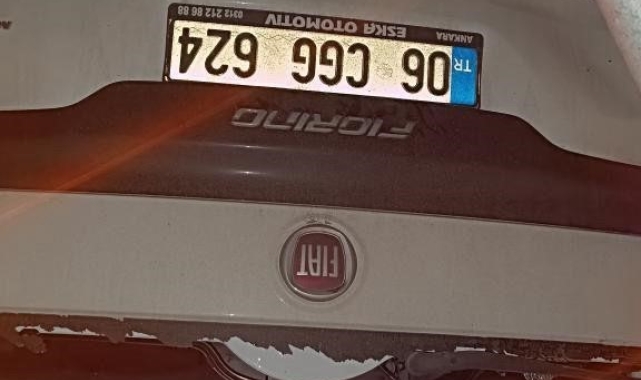 FIAT
FIORINO
TR 06 CGG 624
ANKARA ESKA OTOMOTIV 0312 212 86 88